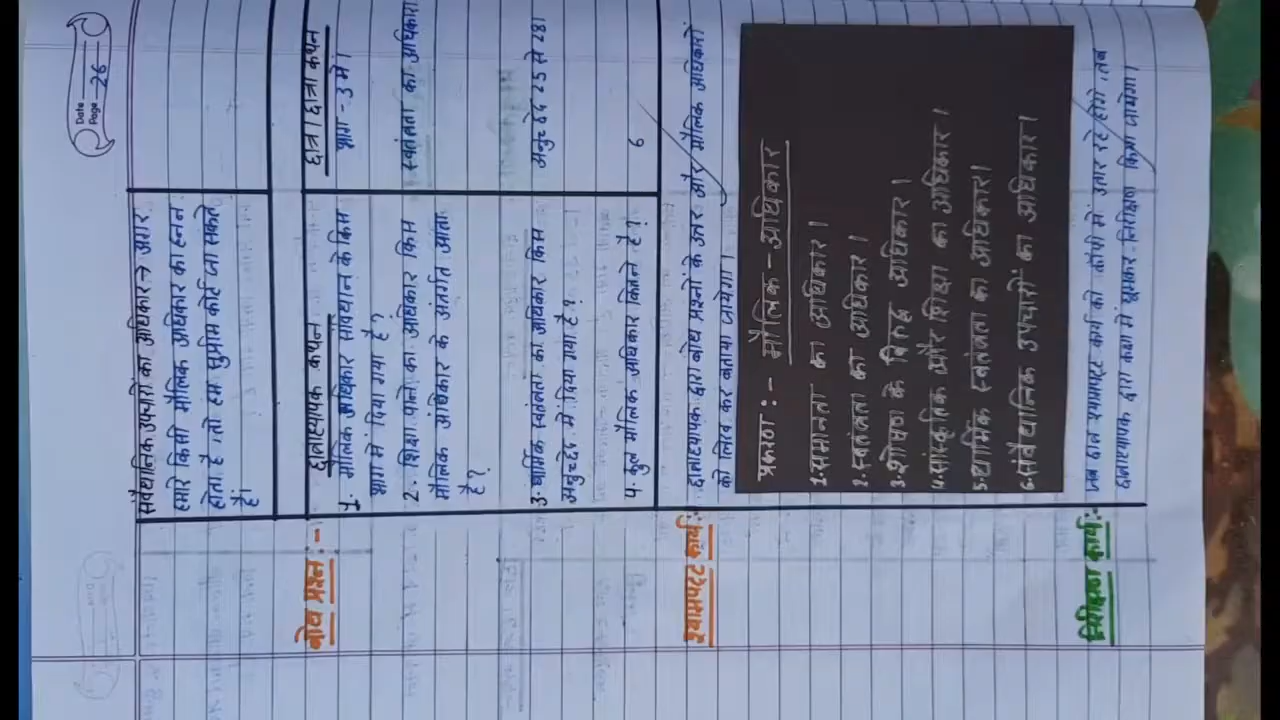 Date
Page 26
संवैधानिक उपचारों का अधिकार → अगर
हमारे किसी मौलिक अधिकार का हनन
होता है, तो हम सुप्रीम कोर्ट जा सकते
हैं।
बोध प्रश्न :-
छात्राध्यापक कथन
छात्र / छात्रा कथन
1. मौलिक अधिकार संविधान के किस
भाग - 3 में।
भाग में दिया गया है?
2. शिक्षा पाने का अधिकार किस
स्वतंत्रता का अधिकार।
मौलिक अधिकार के अंतर्गत आता
है?
3. धार्मिक स्वतंत्रता का अधिकार किस
अनुच्छेद 25 से 28।
अनुच्छेद में दिया गया है?
4. कुल मौलिक अधिकार कितने है?
6
श्यामपट्ट कार्य:-
छात्राध्यापक द्वारा बोध प्रश्नों के उत्तर और मौलिक अधिकारों
को लिख कर बताया जायेगा।
प्रकरण :- मौलिक - अधिकार
1. समानता का अधिकार।
2. स्वतंत्रता का अधिकार।
3. शोषण के विरुद्ध अधिकार।
4. सांस्कृतिक और शिक्षा का अधिकार।
5. धार्मिक स्वतंत्रता का अधिकार।
6. संवैधानिक उपचारों का अधिकार।
निरीक्षण कार्य:-
जब छात्र श्यामपट्ट कार्य को कॉपी में उतार रहे होंगे, तब
छात्राध्यापक द्वारा कक्षा में घूमकर निरीक्षण किया जायेगा।